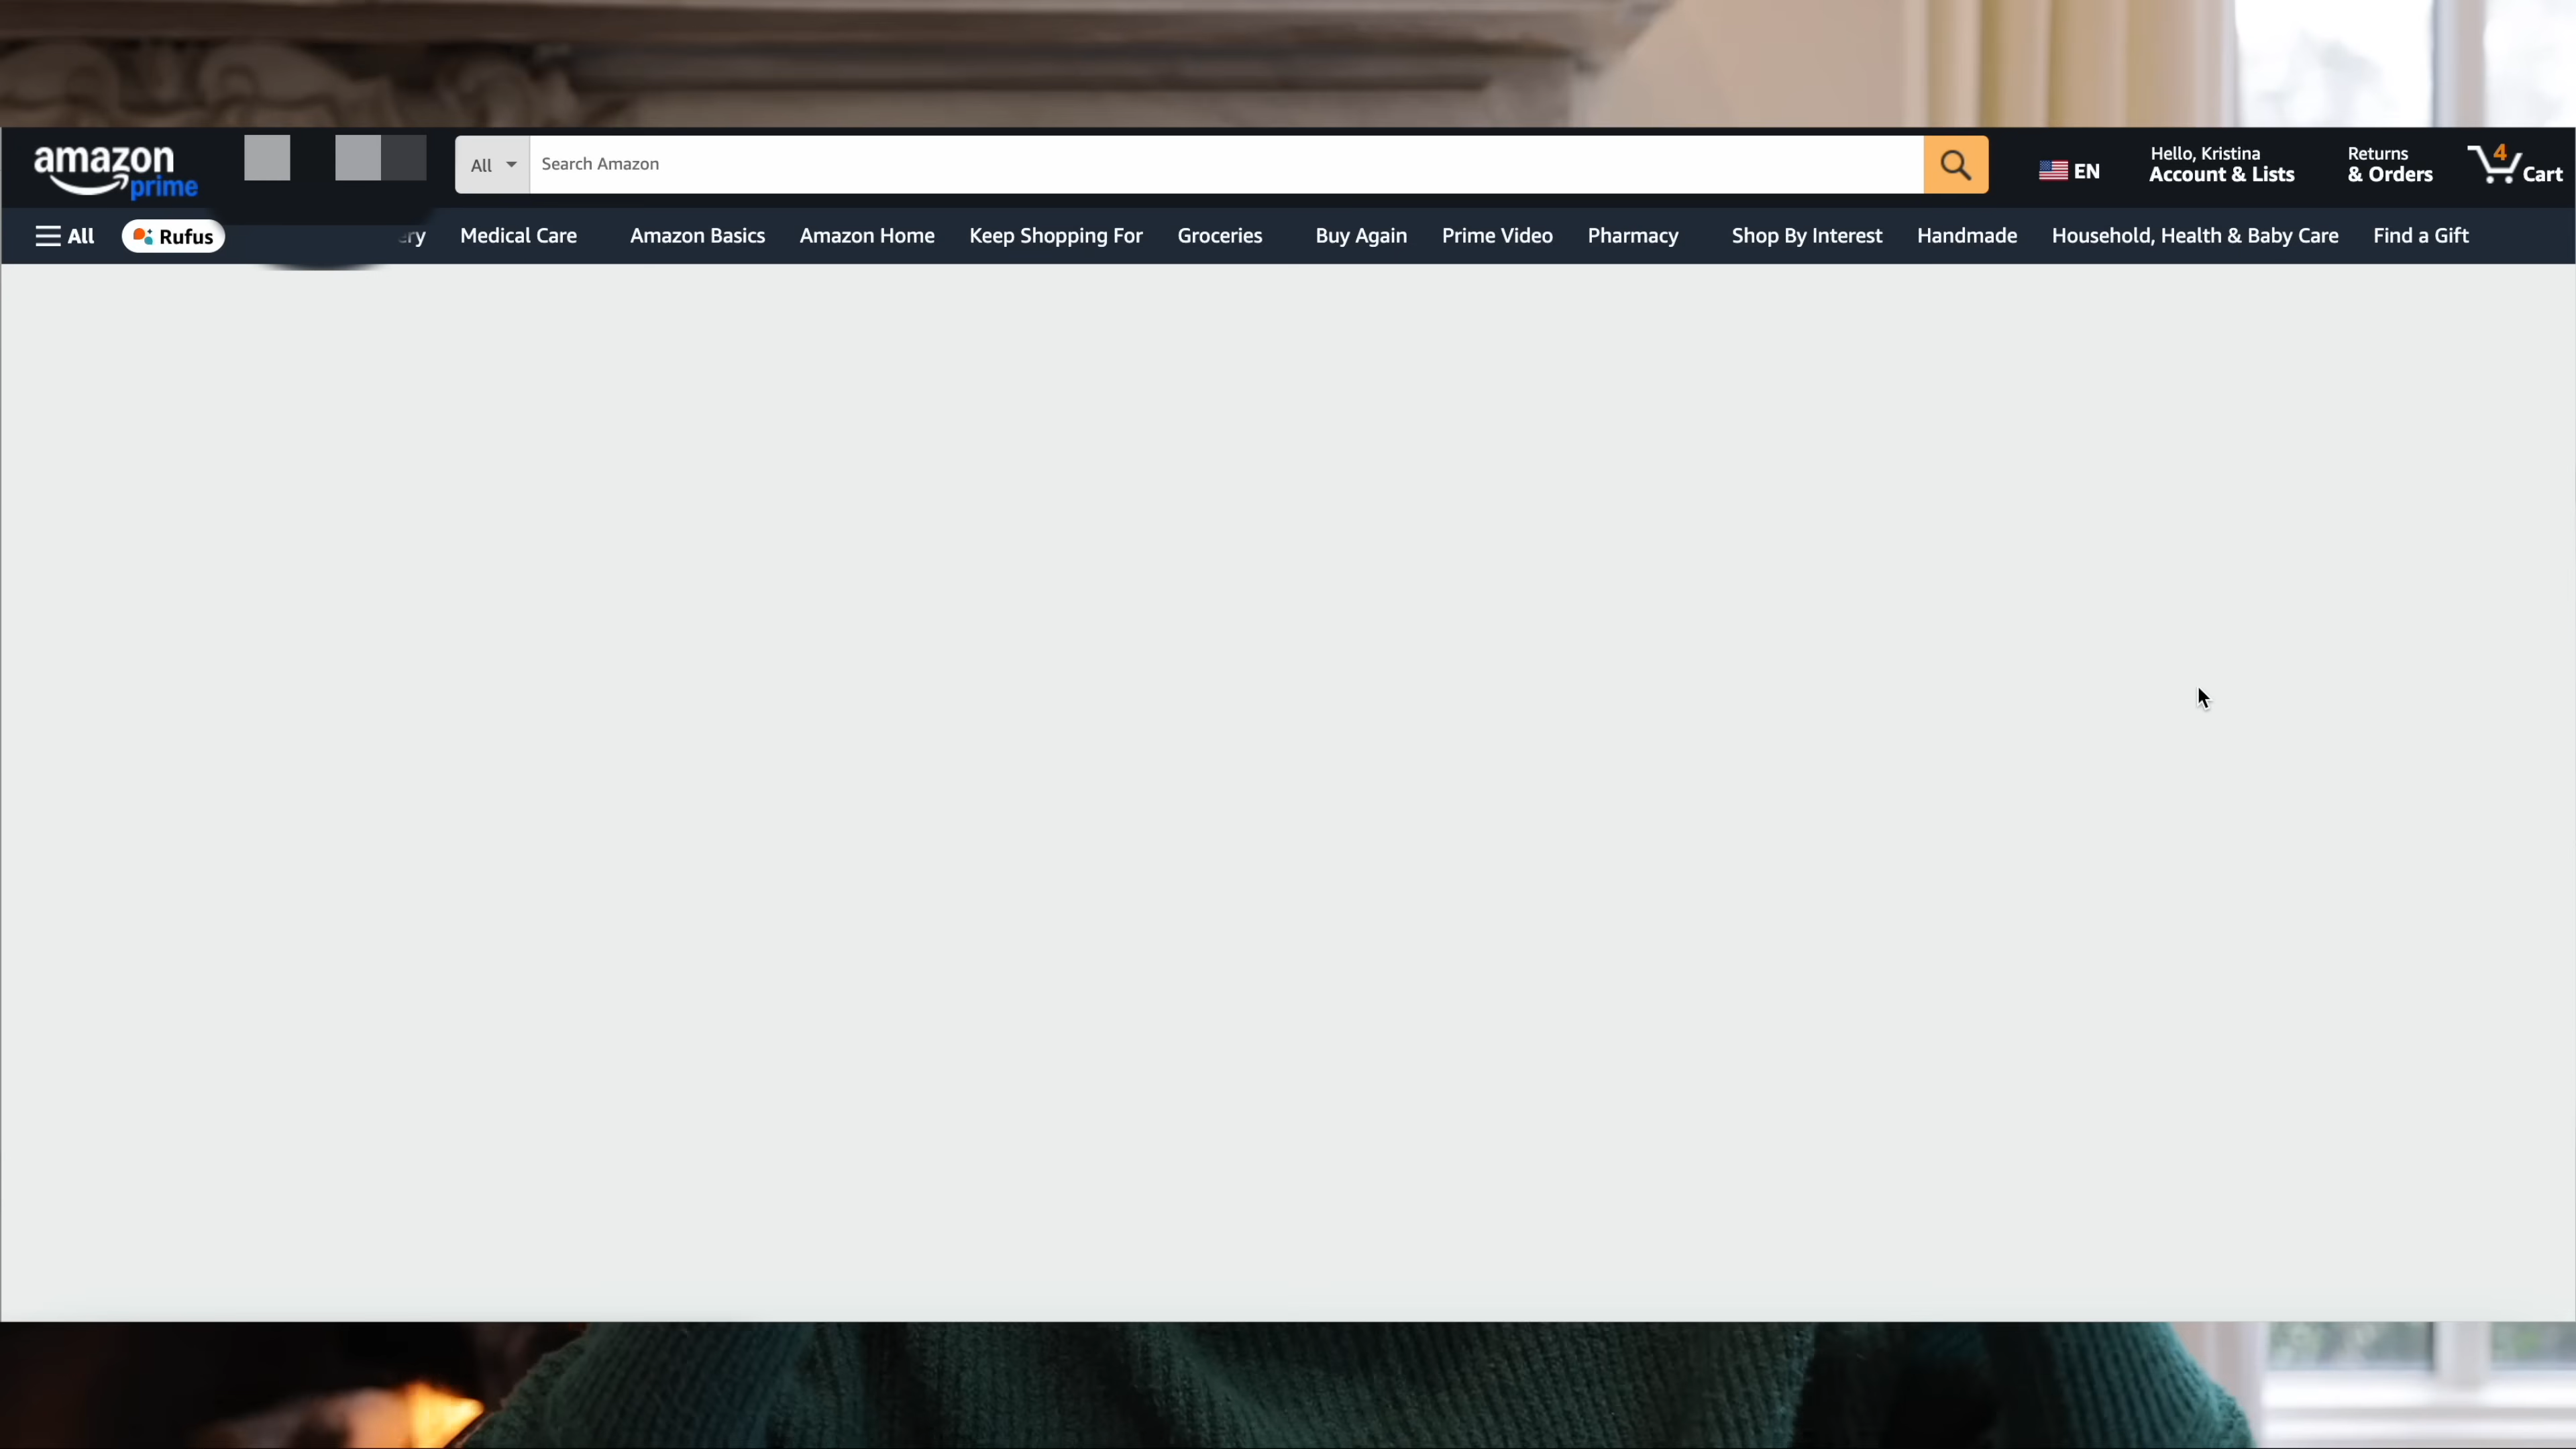 amazon
prime
All
Search Amazon
EN
Hello, Kristina
Account & Lists
Returns
& Orders
4
Cart
All
Rufus
Medical Care
Amazon Basics
Amazon Home
Keep Shopping For
Groceries
Buy Again
Prime Video
Pharmacy
Shop By Interest
Handmade
Household, Health & Baby Care
Find a Gift